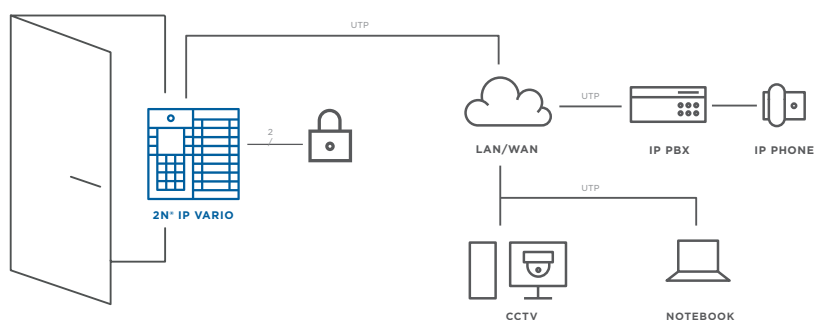 UTP
2
UTP
LAN/WAN
IP PBX
IP PHONE
2N® IP VARIO
UTP
CCTV
NOTEBOOK